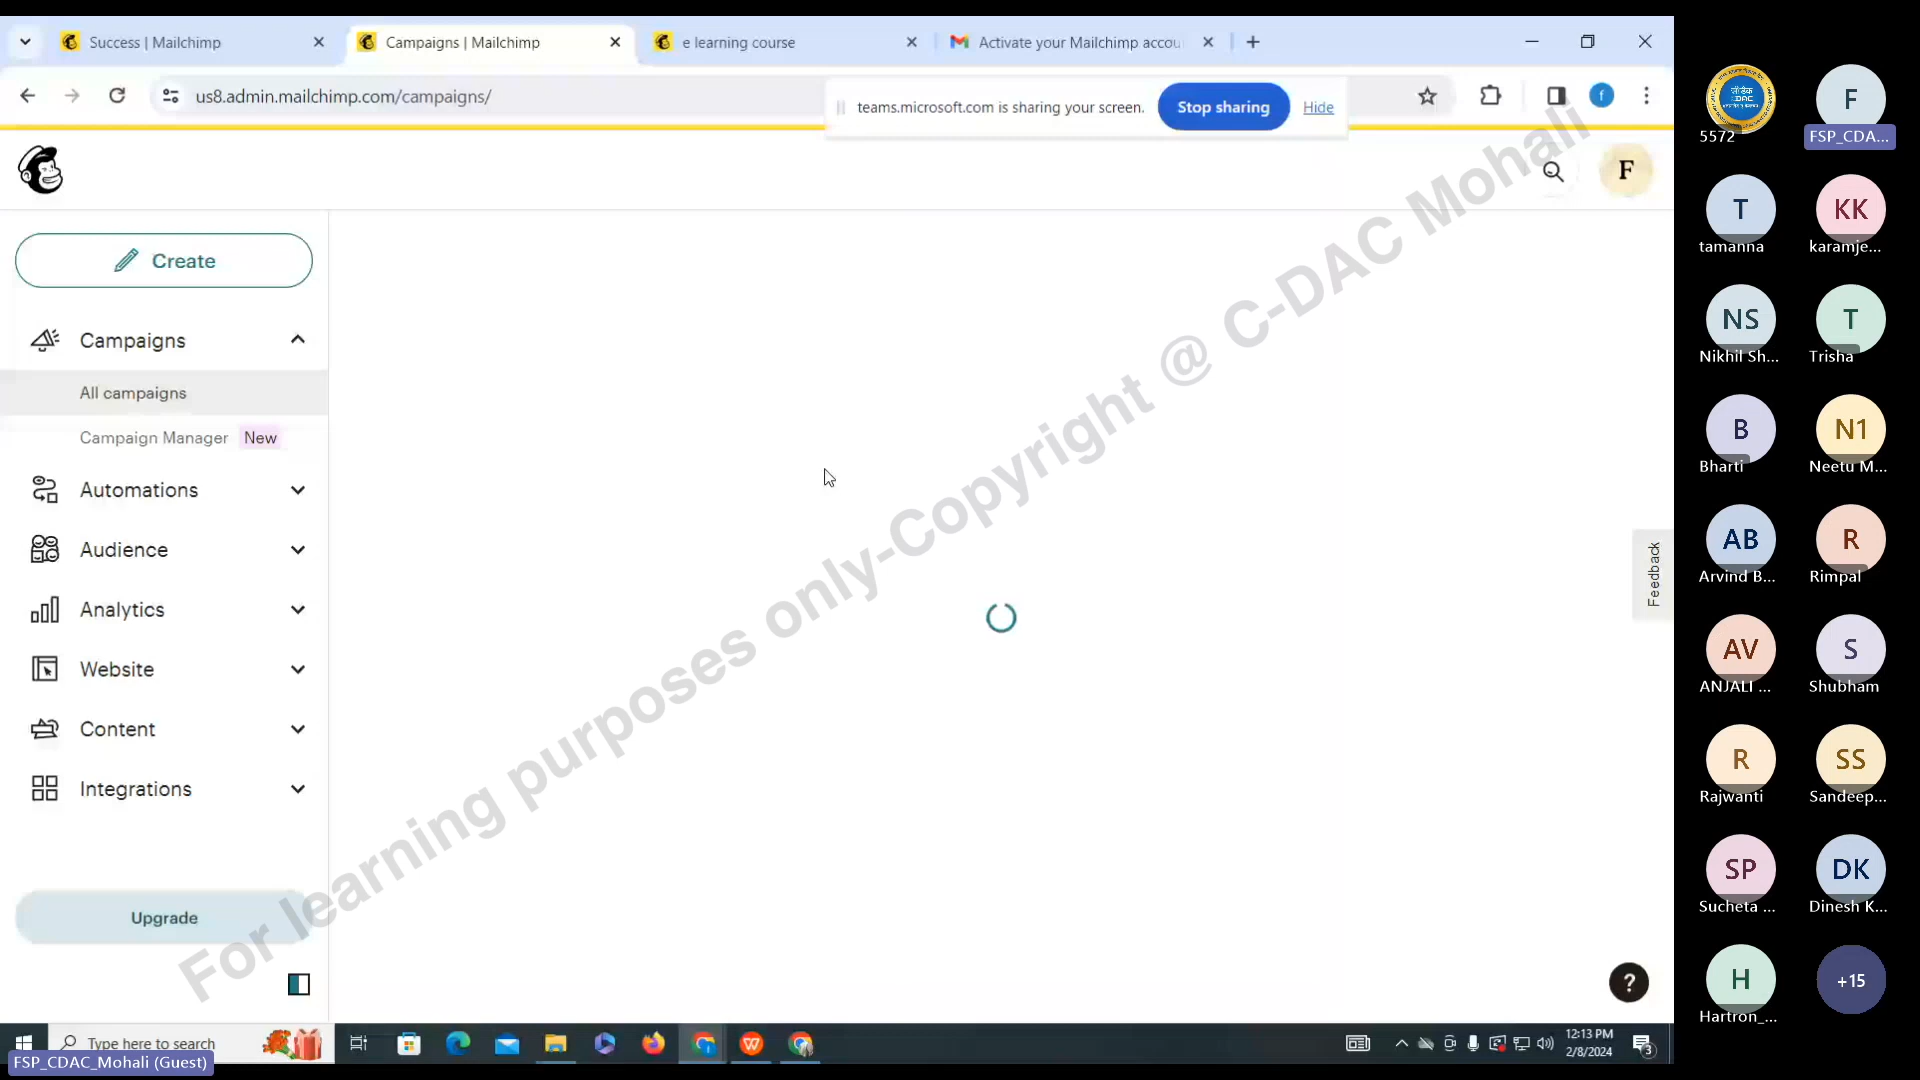 Success | Mailchimp
Campaigns | Mailchimp
e learning course
Activate your Mailchimp accou
us8.admin.mailchimp.com/campaigns/
teams.microsoft.com is sharing your screen.
Stop sharing
Hide
f
F
Create
Campaigns
All campaigns
Campaign Manager New
Automations
Audience
Analytics
Website
Content
Integrations
Upgrade
Feedback
?
For learning purposes only-Copyright @ C-DAC Mohali
Type here to search
12:13 PM
2/8/2024
3
FSP_CDAC_Mohali (Guest)
5572
F
FSP_CDA...
T
tamanna
KK
karamje...
NS
Nikhil Sh...
T
Trisha
B
Bharti
N1
Neetu M...
AB
Arvind B...
R
Rimpal
AV
ANJALI ...
S
Shubham
R
Rajwanti
SS
Sandeep...
SP
Sucheta ...
DK
Dinesh K...
H
Hartron_...
+15